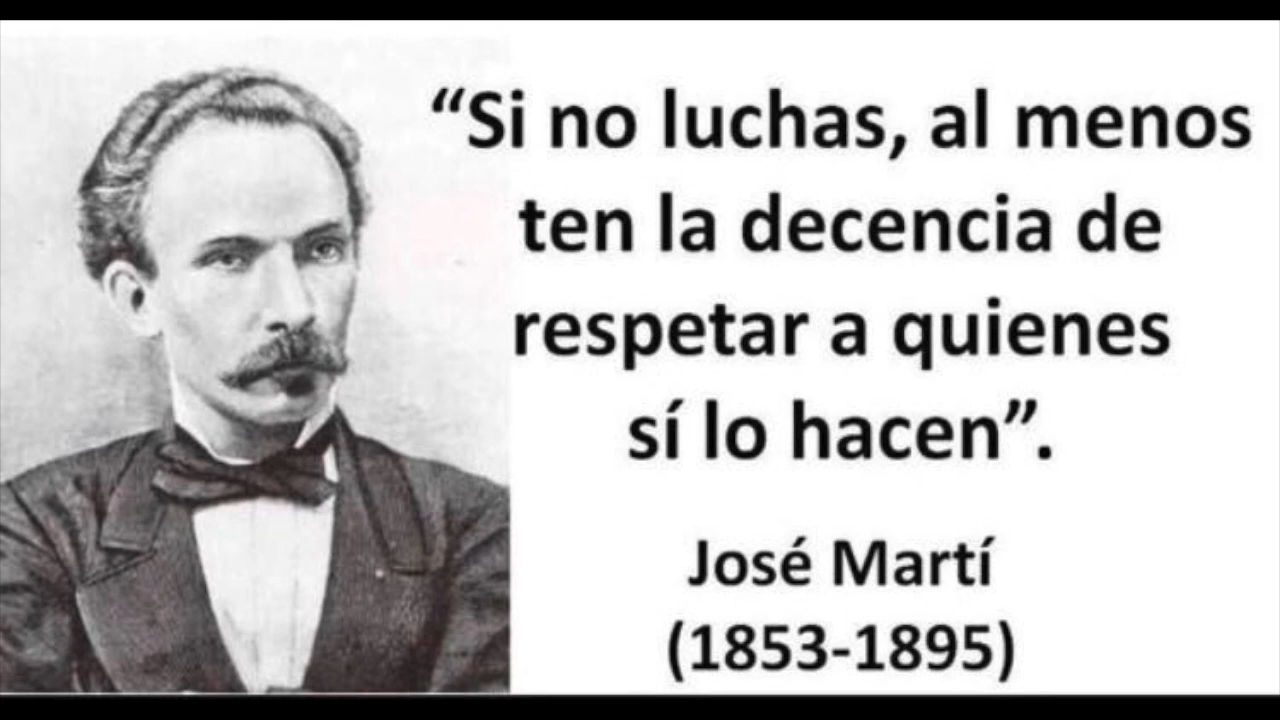 “Si no luchas, al menos
ten la decencia de
respetar a quienes
sí lo hacen”.
José Martí
(1853-1895)